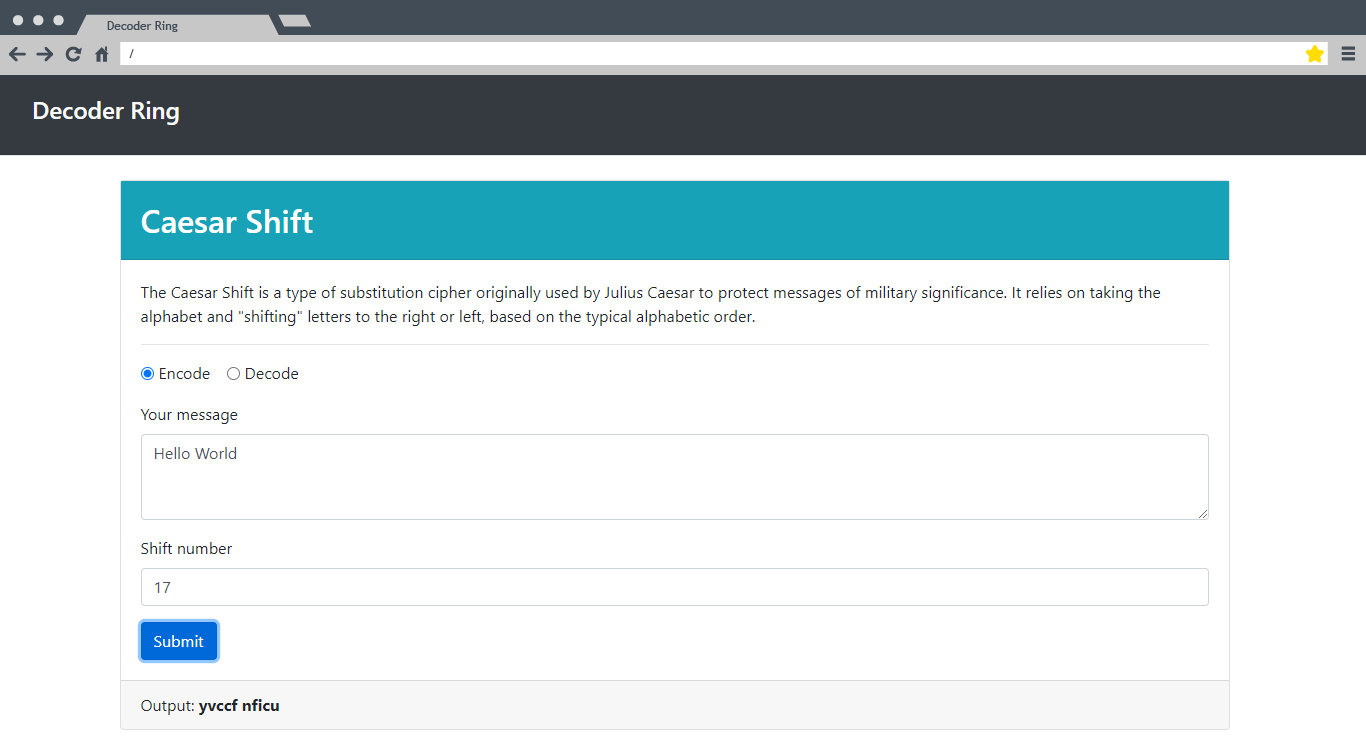 Decoder Ring
/
Decoder Ring
Caesar Shift
The Caesar Shift is a type of substitution cipher originally used by Julius Caesar to protect messages of military significance. It relies on taking the
alphabet and "shifting" letters to the right or left, based on the typical alphabetic order.
Encode Decode
Your message
Hello World
Shift number
17
Submit
Output: yvccf nficu